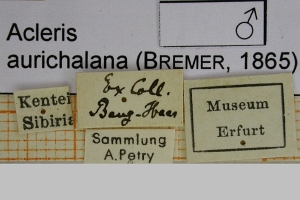 Acleris
♂
aurichalana (BREMER, 1865)
Kentei
Sibiria
Ex Coll.
Bang-Haas
Museum
Erfurt
Sammlung
A. Petry